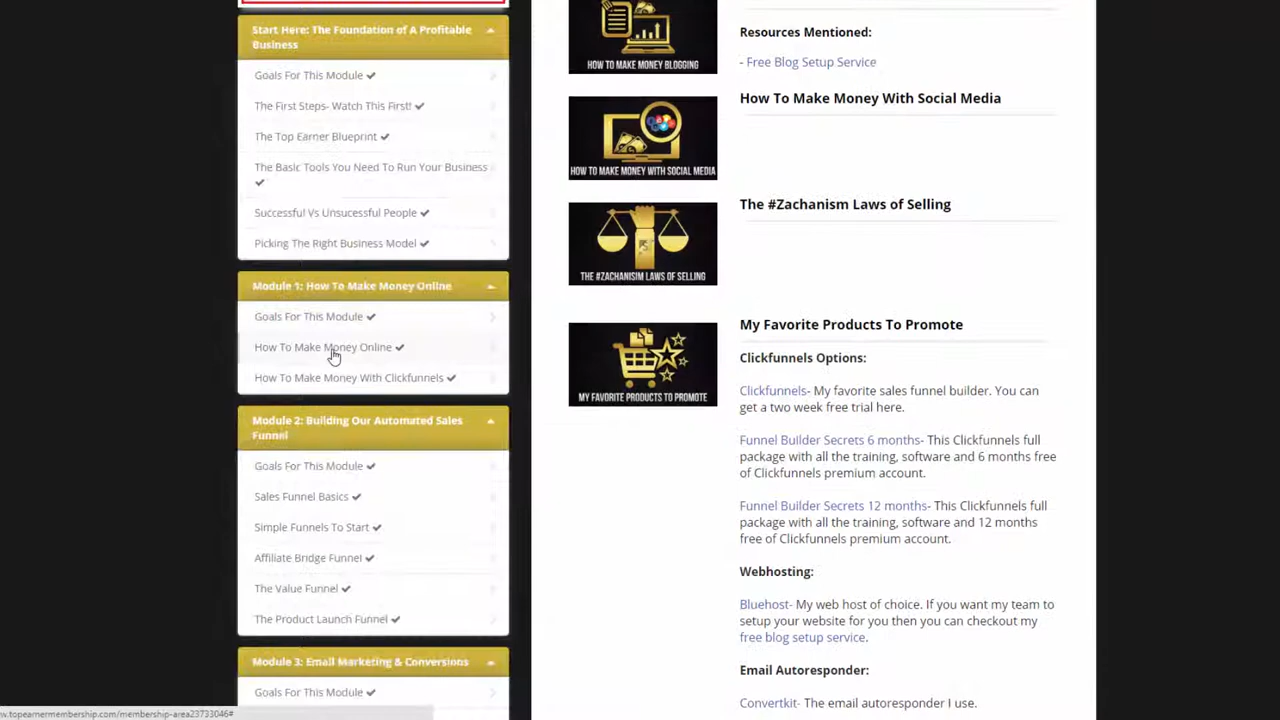 Start Here: The Foundation of A Profitable
Business
Goals For This Module ✔
The First Steps- Watch This First! ✔
The Top Earner Blueprint ✔
The Basic Tools You Need To Run Your Business
✔
Successful Vs Unsucessful People ✔
Picking The Right Business Model ✔
Module 1: How To Make Money Online
Goals For This Module ✔
How To Make Money Online ✔
How To Make Money With Clickfunnels ✔
Module 2: Building Our Automated Sales
Funnel
Goals For This Module ✔
Sales Funnel Basics ✔
Simple Funnels To Start ✔
Affiliate Bridge Funnel ✔
The Value Funnel ✔
The Product Launch Funnel ✔
Module 3: Email Marketing & Conversions
Goals For This Module ✔
w.topearnermembership.com/membership-area23733046#
HOW TO MAKE MONEY BLOGGING
Resources Mentioned:
- Free Blog Setup Service
HOW TO MAKE MONEY WITH SOCIAL MEDIA
How To Make Money With Social Media
THE #ZACHANISM LAWS OF SELLING
The #Zachanism Laws of Selling
MY FAVORITE PRODUCTS TO PROMOTE
My Favorite Products To Promote
Clickfunnels Options:
Clickfunnels- My favorite sales funnel builder. You can
get a two week free trial here.
Funnel Builder Secrets 6 months- This Clickfunnels full
package with all the training, software and 6 months free
of Clickfunnels premium account.
Funnel Builder Secrets 12 months- This Clickfunnels full
package with all the training, software and 12 months
free of Clickfunnels premium account.
Webhosting:
Bluehost- My web host of choice. If you want my team to
setup your website for you then you can checkout my
free blog setup service.
Email Autoresponder:
Convertkit- The email autoresponder I use.